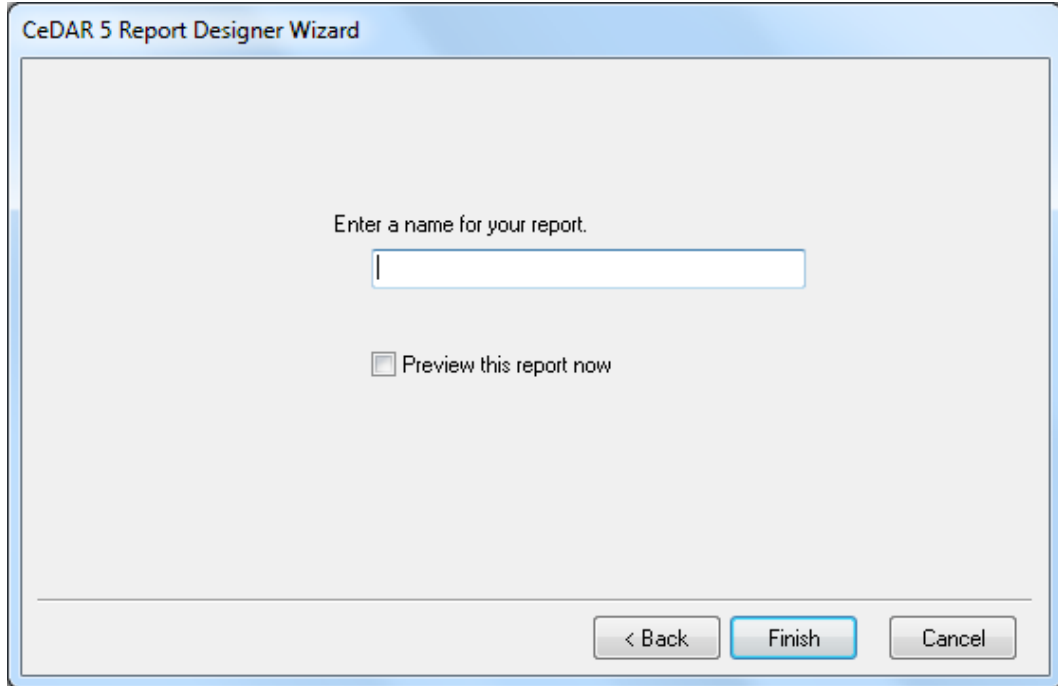 CeDAR 5 Report Designer Wizard
Enter a name for your report.
Preview this report now
< Back Finish Cancel